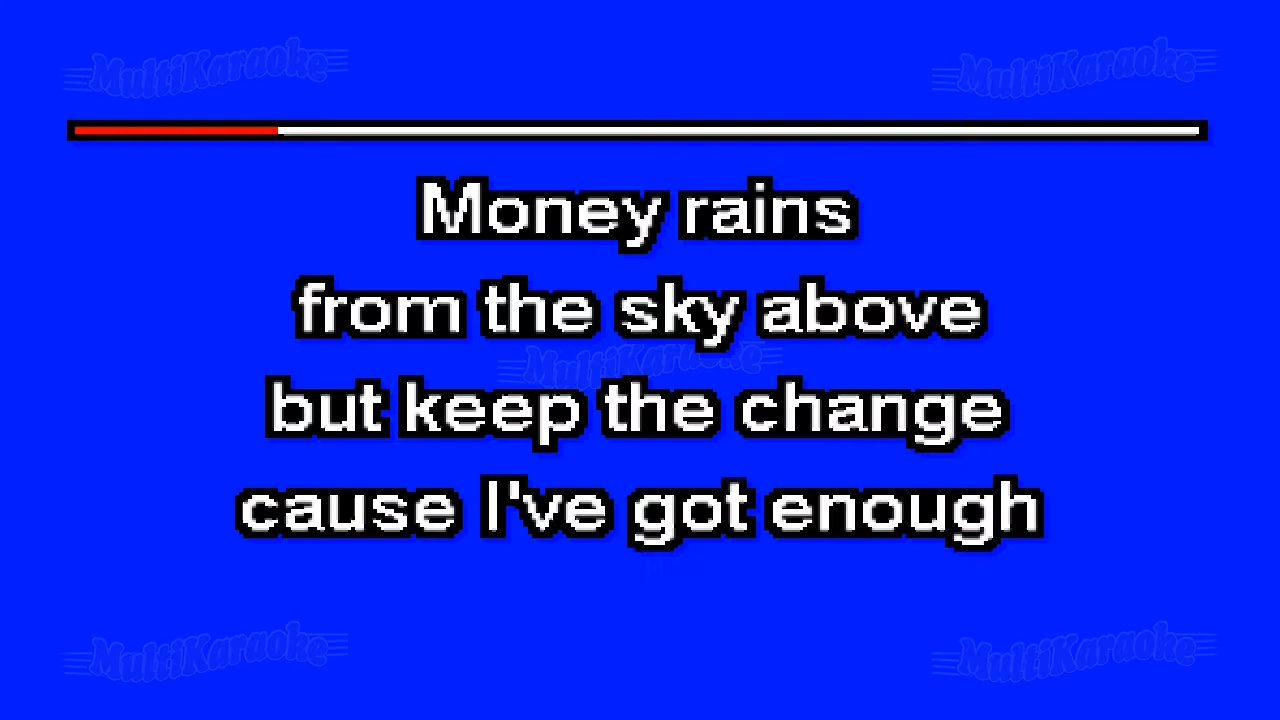 MultiKaraoke MultiKaraoke
Money rains
from the sky above
MultiKaraoke
but keep the change
cause I've got enough
MultiKaraoke MultiKaraoke